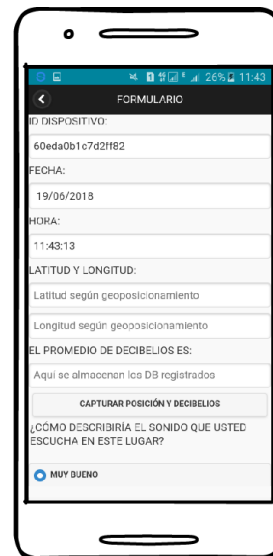 26% 11:43
FORMULARIO
ID DISPOSITIVO:
60eda0b1c7d2ff82
FECHA:
19/06/2018
HORA:
11:43:13
LATITUD Y LONGITUD:
Latitud según geoposicionamiento
Longitud según geoposicionamiento
EL PROMEDIO DE DECIBELIOS ES:
Aquí se almacenan los DB registrados
CAPTURAR POSICIÓN Y DECIBELIOS
¿CÓMO DESCRIBIRÍA EL SONIDO QUE USTED
ESCUCHA EN ESTE LUGAR?
MUY BUENO